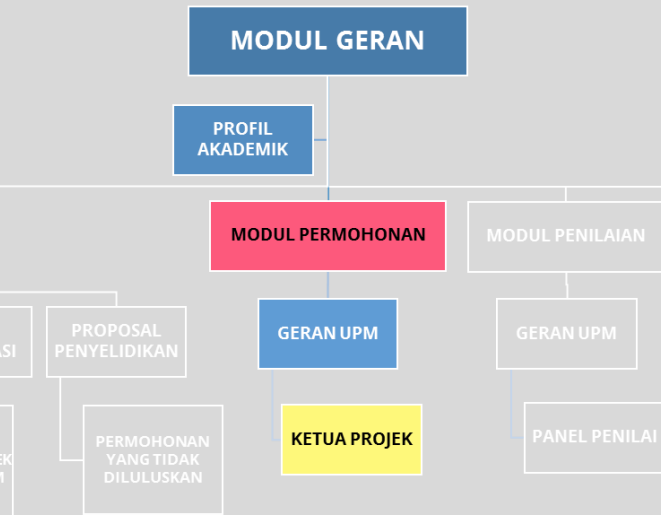 MODUL GERAN
PROFIL
AKADEMIK
MODUL PERMOHONAN
MODUL PENILAIAN
PROPOSAL
PENYELIDIKAN
GERAN UPM
GERAN UPM
PERMOHONAN
YANG TIDAK
DILULUSKAN
KETUA PROJEK
PANEL PENILAI